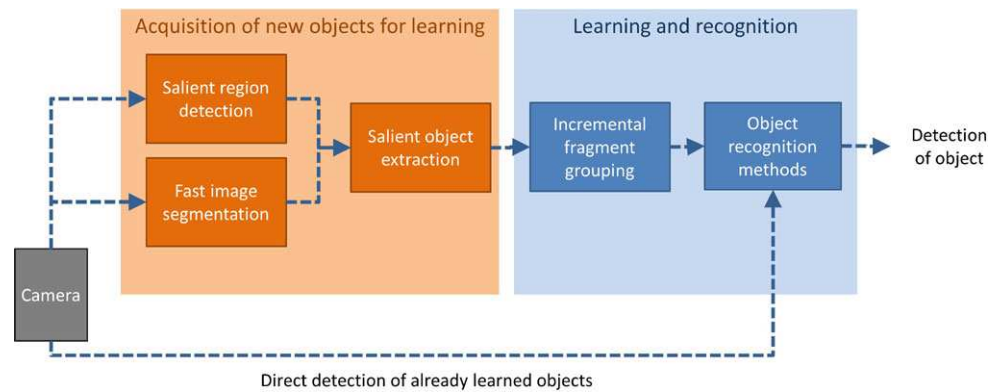 Acquisition of new objects for learning
Learning and recognition
Salient region
detection
Fast image
segmentation
Salient object
extraction
Incremental
fragment
grouping
Object
recognition
methods
Detection
of object
Camera
Direct detection of already learned objects